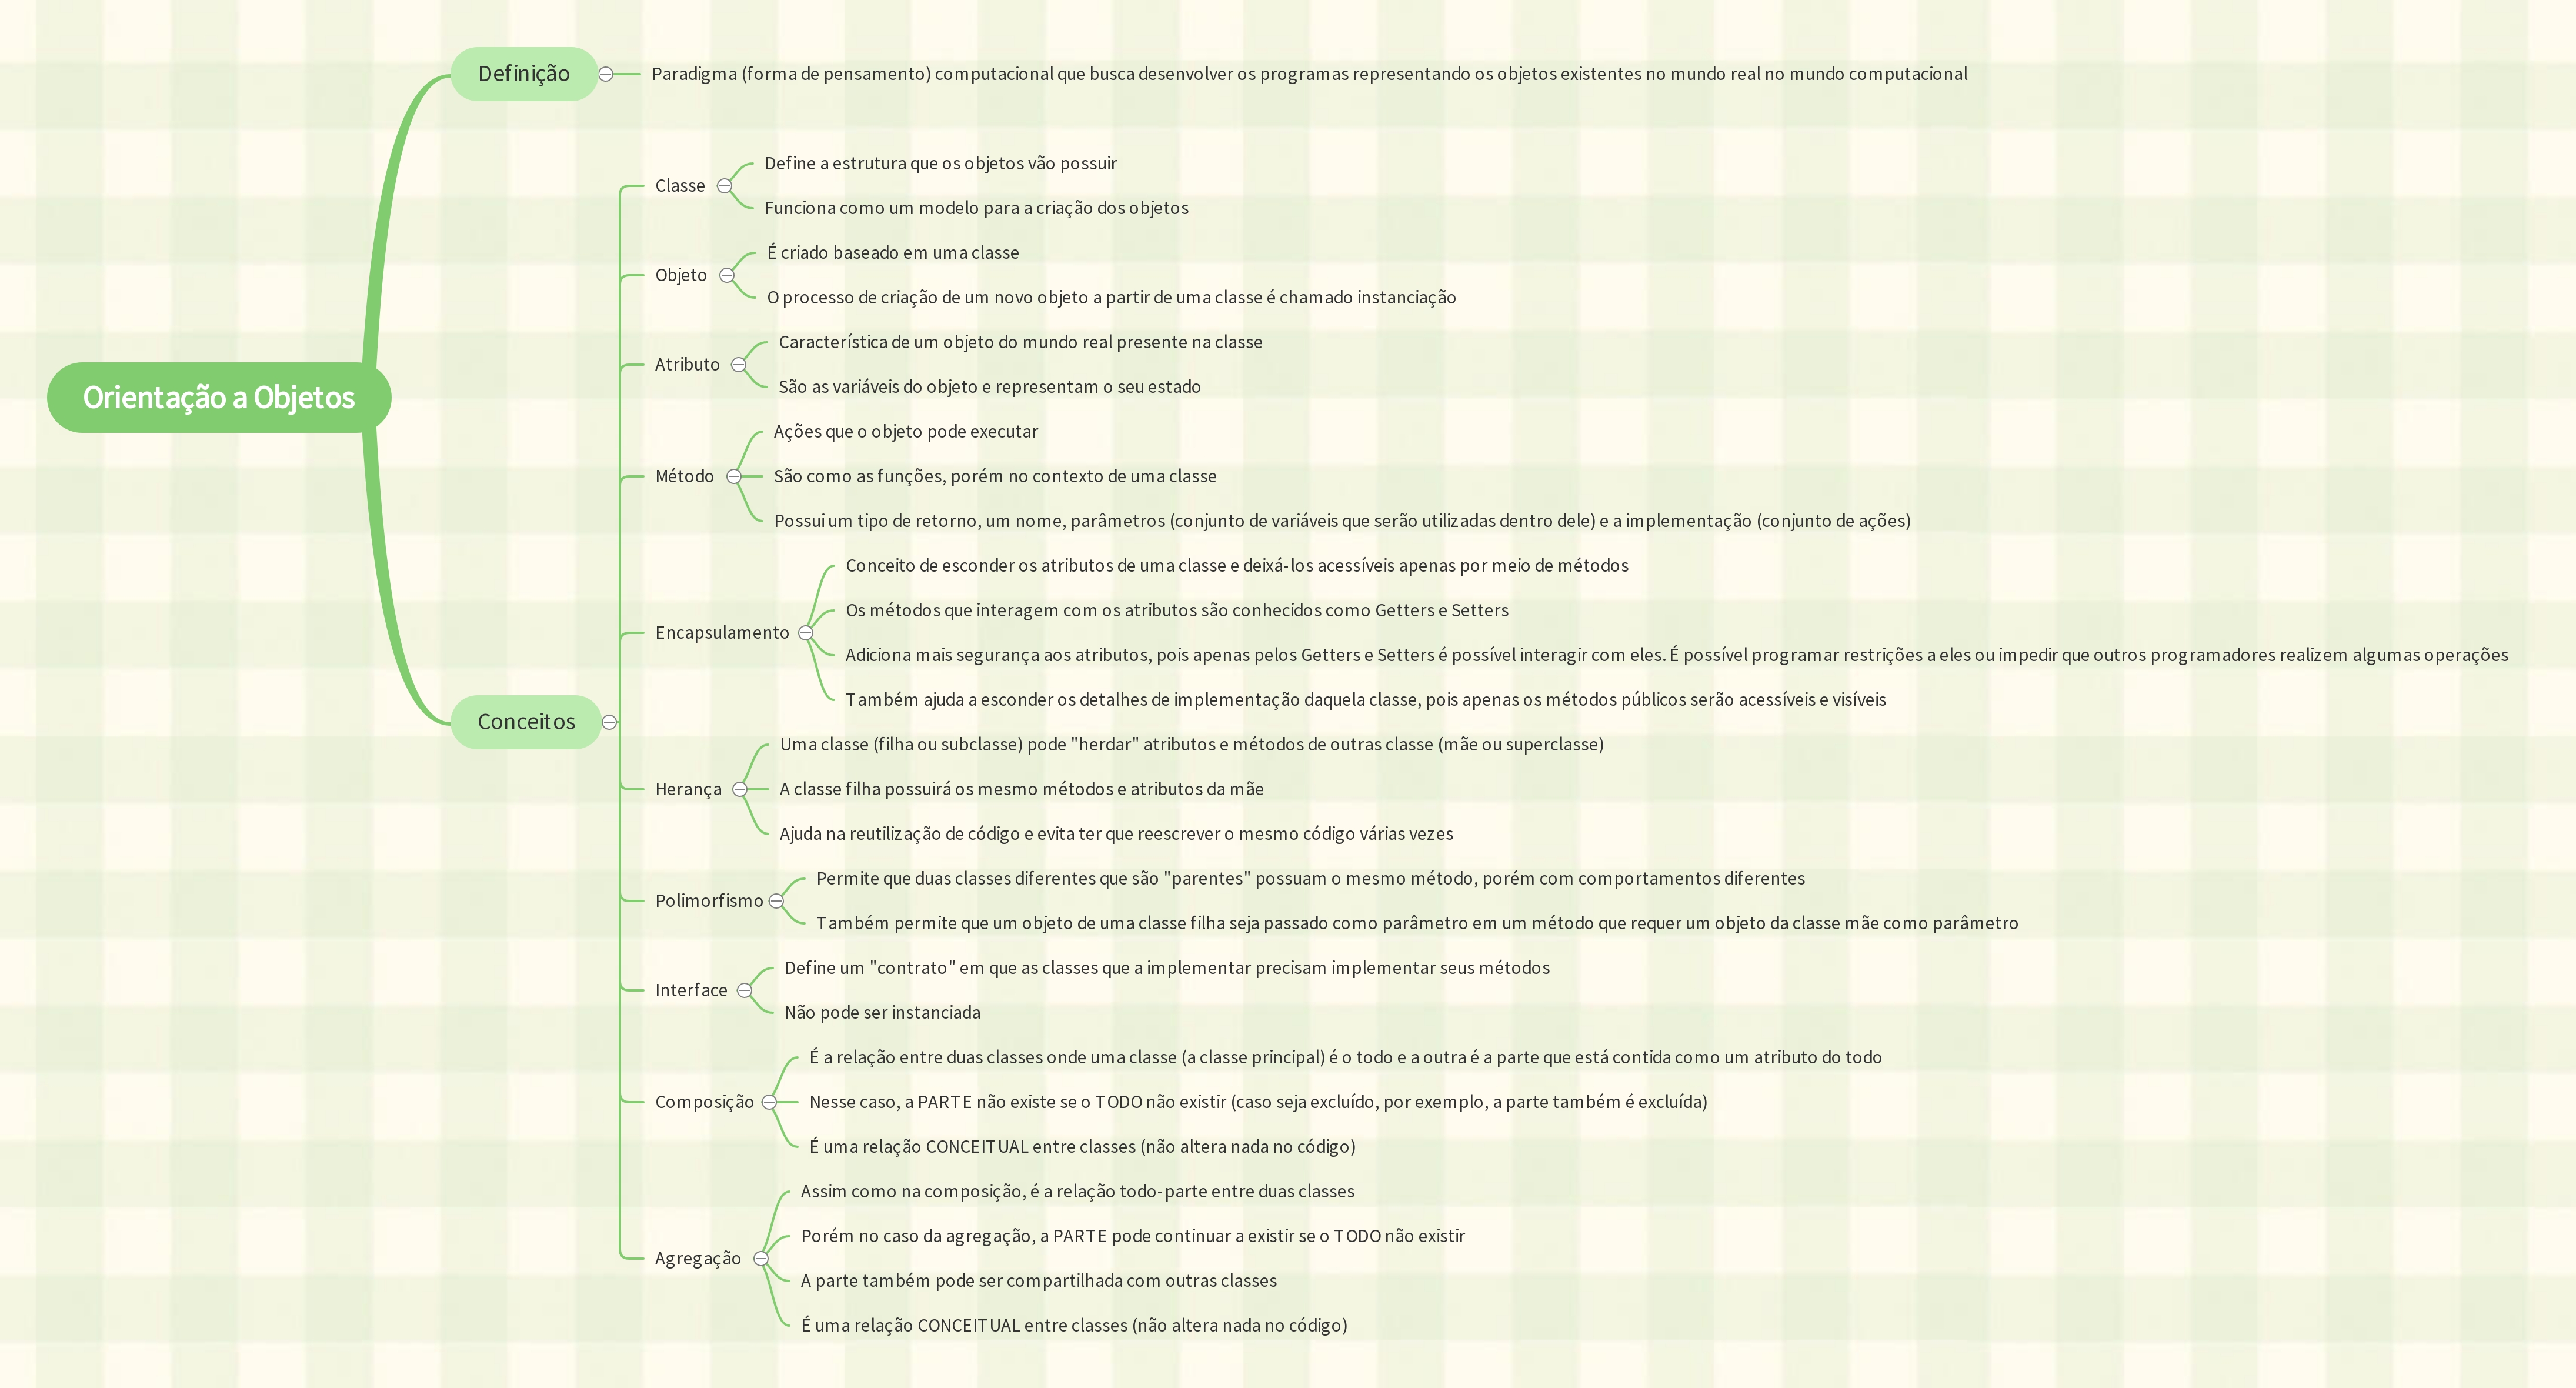 Orientação a Objetos
Definição
Paradigma (forma de pensamento) computacional que busca desenvolver os programas representando os objetos existentes no mundo real no mundo computacional
Conceitos
Classe
Define a estrutura que os objetos vão possuir
Funciona como um modelo para a criação dos objetos
Objeto
É criado baseado em uma classe
O processo de criação de um novo objeto a partir de uma classe é chamado instanciação
Atributo
Característica de um objeto do mundo real presente na classe
São as variáveis do objeto e representam o seu estado
Método
Ações que o objeto pode executar
São como as funções, porém no contexto de uma classe
Possui um tipo de retorno, um nome, parâmetros (conjunto de variáveis que serão utilizadas dentro dele) e a implementação (conjunto de ações)
Encapsulamento
Conceito de esconder os atributos de uma classe e deixá-los acessíveis apenas por meio de métodos
Os métodos que interagem com os atributos são conhecidos como Getters e Setters
Adiciona mais segurança aos atributos, pois apenas pelos Getters e Setters é possível interagir com eles. É possível programar restrições a eles ou impedir que outros programadores realizem algumas operações
Também ajuda a esconder os detalhes de implementação daquela classe, pois apenas os métodos públicos serão acessíveis e visíveis
Herança
Uma classe (filha ou subclasse) pode "herdar" atributos e métodos de outras classe (mãe ou superclasse)
A classe filha possuirá os mesmo métodos e atributos da mãe
Ajuda na reutilização de código e evita ter que reescrever o mesmo código várias vezes
Polimorfismo
Permite que duas classes diferentes que são "parentes" possuam o mesmo método, porém com comportamentos diferentes
Também permite que um objeto de uma classe filha seja passado como parâmetro em um método que requer um objeto da classe mãe como parâmetro
Interface
Define um "contrato" em que as classes que a implementar precisam implementar seus métodos
Não pode ser instanciada
Composição
É a relação entre duas classes onde uma classe (a classe principal) é o todo e a outra é a parte que está contida como um atributo do todo
Nesse caso, a PARTE não existe se o TODO não existir (caso seja excluído, por exemplo, a parte também é excluída)
É uma relação CONCEITUAL entre classes (não altera nada no código)
Agregação
Assim como na composição, é a relação todo-parte entre duas classes
Porém no caso da agregação, a PARTE pode continuar a existir se o TODO não existir
A parte também pode ser compartilhada com outras classes
É uma relação CONCEITUAL entre classes (não altera nada no código)